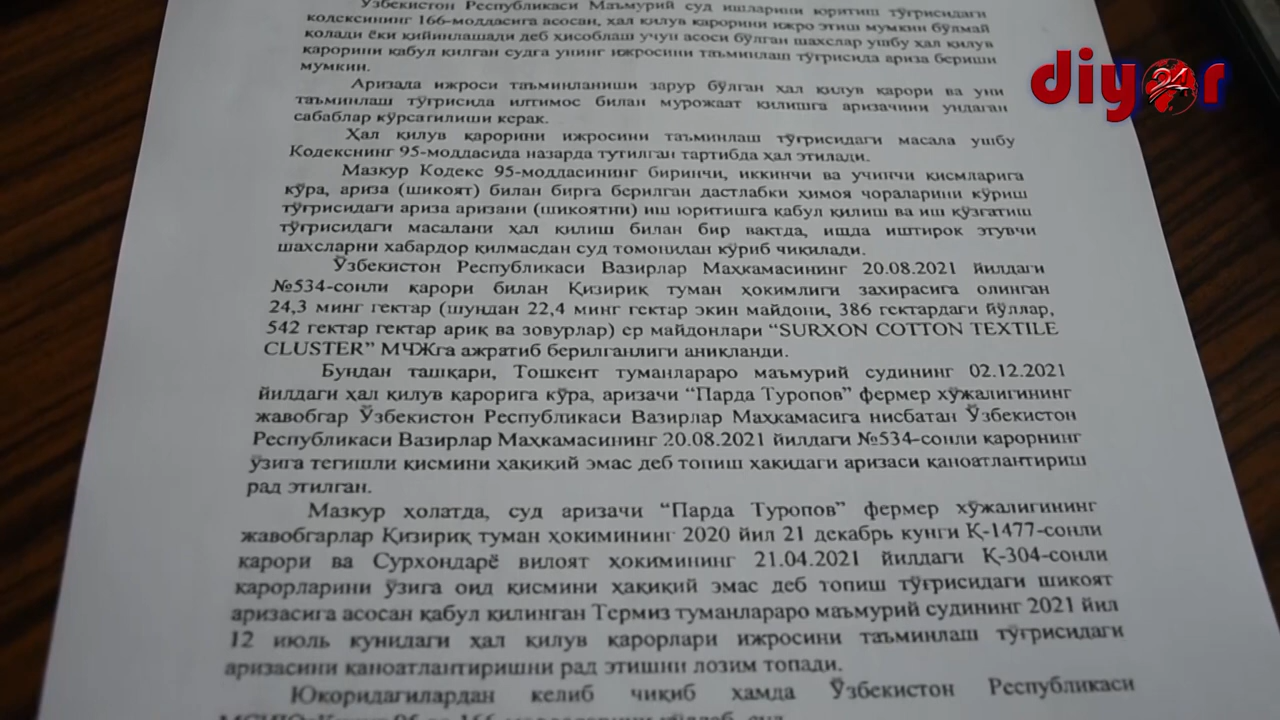 Ўзбекистон Республикаси Маъмурий суд ишларини юритиш тўғрисидаги
кодексининг 166-моддасига асосан, ҳал қилув қарорини ижро этиш мумкин бўлмай
қолади ёки қийинлашади деб ҳисоблаш учун асоси бўлган шахслар ушбу ҳал қилув
қарорини қабул қилган судга унинг ижросини таъминлаш тўғрисида ариза бериши
мумкин.
Аризада ижроси таъминланиши зарур бўлган ҳал қилув қарори ва уни
таъминлаш тўғрисида илтимос билан мурожаат қилишга аризачини ундаган
сабаблар кўрсатилиши керак.
Ҳал қилув қарорини ижросини таъминлаш тўғрисидаги масала ушбу
Кодекснинг 95-моддасида назарда тутилган тартибда ҳал этилади.
Мазкур Кодекс 95-моддасининг биринчи, иккинчи ва учинчи қисмларига
кўра, ариза (шикоят) билан бирга берилган дастлабки ҳимоя чораларини кўриш
тўғрисидаги ариза аризани (шикоятни) иш юритишга қабул қилиш ва иш қўзғатиш
тўғрисидаги масалани ҳал қилиш билан бир вақтда, ишда иштирок этувчи
шахсларни хабардор қилмасдан суд томонидан кўриб чиқилади.
Ўзбекистон Республикаси Вазирлар Маҳкамасининг 20.08.2021 йилдаги
№534-сонли қарори билан Қизириқ туман ҳокимлиги захирасига олинган
24,3 минг гектар (шундан 22,4 минг гектар экин майдони, 386 гектардаги йўллар,
542 гектар гектар ариқ ва зовурлар) ер майдонлари “SURXON COTTON TEXTILE
CLUSTER” МЧЖга ажратиб берилганлиги аниқланди.
Бундан ташқари, Тошкент туманлараро маъмурий судининг 02.12.2021
йилдаги ҳал қилув қарорига кўра, аризачи “Парда Туропов” фермер хўжалигининг
жавобгар Ўзбекистон Республикаси Вазирлар Маҳкамасига нисбатан Ўзбекистон
Республикаси Вазирлар Маҳкамасининг 20.08.2021 йилдаги №534-сонли қарорнинг
ўзига тегишли қисмини ҳақиқий эмас деб топиш ҳақидаги аризаси қаноатлантириш
рад этилган.
Мазкур ҳолатда, суд аризачи “Парда Туропов” фермер хўжалигининг
жавобгарлар Қизириқ туман ҳокимининг 2020 йил 21 декабрь кунги Қ-1477-сонли
қарори ва Сурхондарё вилоят ҳокимининг 21.04.2021 йилдаги Қ-304-сонли
қарорларини ўзига оид қисмини ҳақиқий эмас деб топиш тўғрисидаги шикоят
аризасига асосан қабул қилинган Термиз туманлараро маъмурий судининг 2021 йил
12 июль кунидаги ҳал қилув қарорлари ижросини таъминлаш тўғрисидаги
аризасини қаноатлантиришни рад этишни лозим топади.
Юқоридагилардан келиб чиқиб ҳамда Ўзбекистон Республикаси
diyor 24